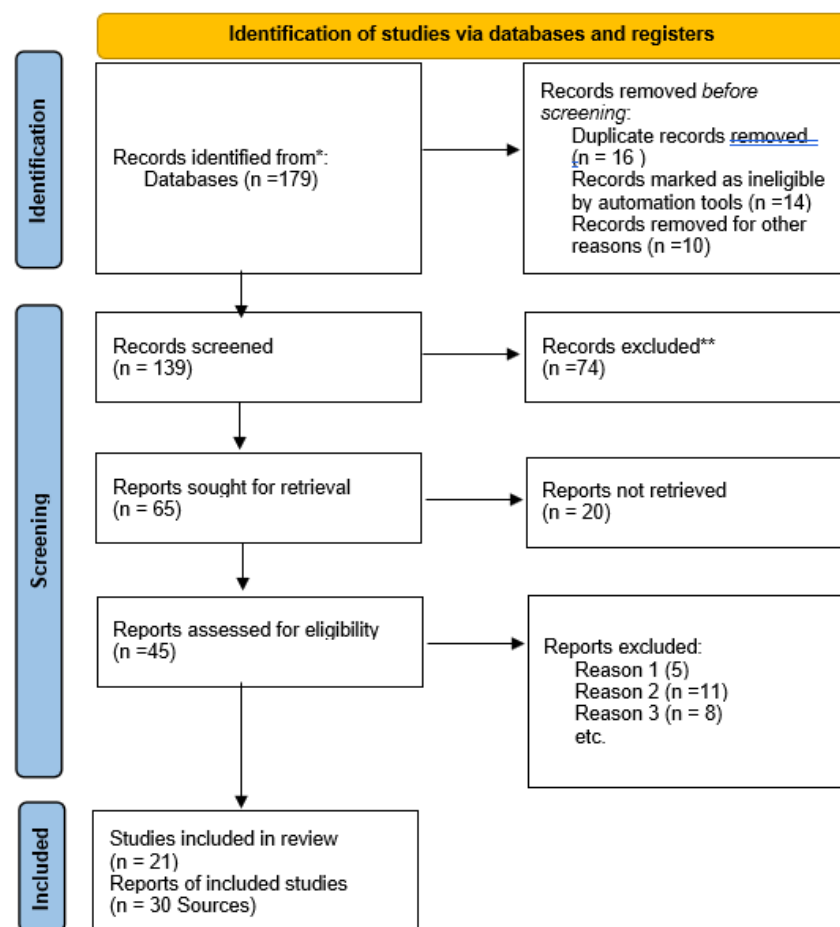 Identification of studies via databases and registers
Identification
Records identified from*:
Databases (n =179)
Records removed before
screening:
Duplicate records removed
(n = 16 )
Records marked as ineligible
by automation tools (n =14)
Records removed for other
reasons (n =10)
Screening
Records screened
(n = 139)
Records excluded**
(n =74)
Reports sought for retrieval
(n = 65)
Reports not retrieved
(n = 20)
Reports assessed for eligibility
(n =45)
Reports excluded:
Reason 1 (5)
Reason 2 (n =11)
Reason 3 (n = 8)
etc.
Included
Studies included in review
(n = 21)
Reports of included studies
(n = 30 Sources)